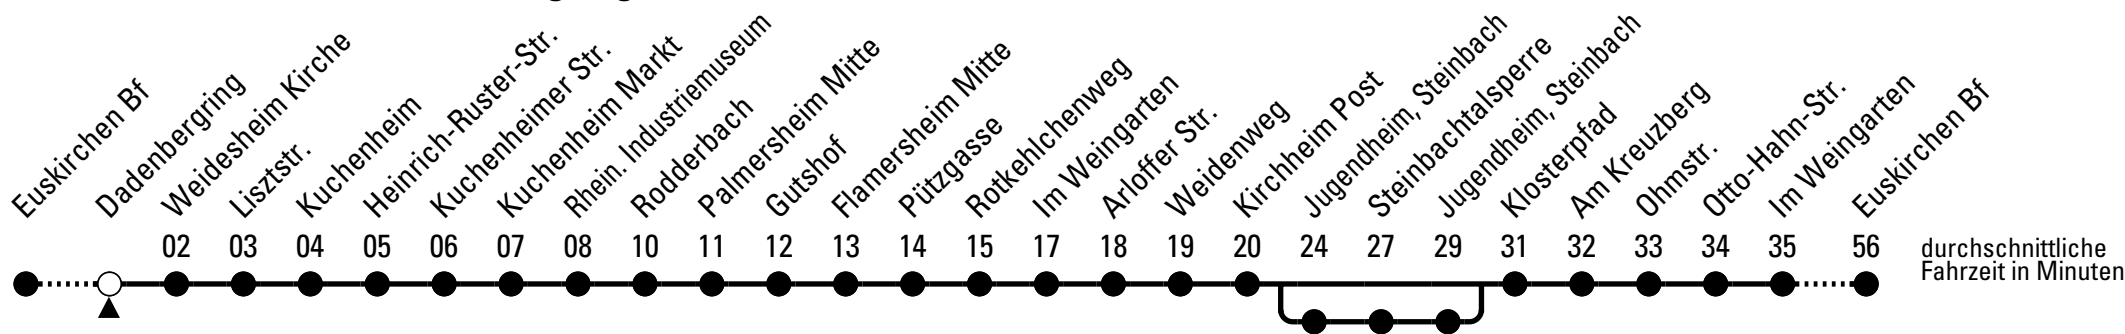 Euskirchen Bf
Dadenbergring
Weidesheim Kirche
Lisztstr.
Kuchenheim
Heinrich-Ruster-Str.
Kuchenheimer Str.
Kuchenheim Markt
Rhein. Industriemuseum
Rodderbach
Palmersheim Mitte
Gutshof
Flamersheim Mitte
Pützgasse
Rotkehlchenweg
Im Weingarten
Arloffer Str.
Weidenweg
Kirchheim Post
Jugendheim, Steinbach
Steinbachtalsperre
Jugendheim, Steinbach
Klosterpfad
Am Kreuzberg
Ohmstr.
Otto-Hahn-Str.
Im Weingarten
Euskirchen Bf
02 03 04 05 06 07 08 10 11 12 13 14 15 17 18 19 20 24 27 29 31 32 33 34 35 56
durchschnittliche
Fahrzeit in Minuten